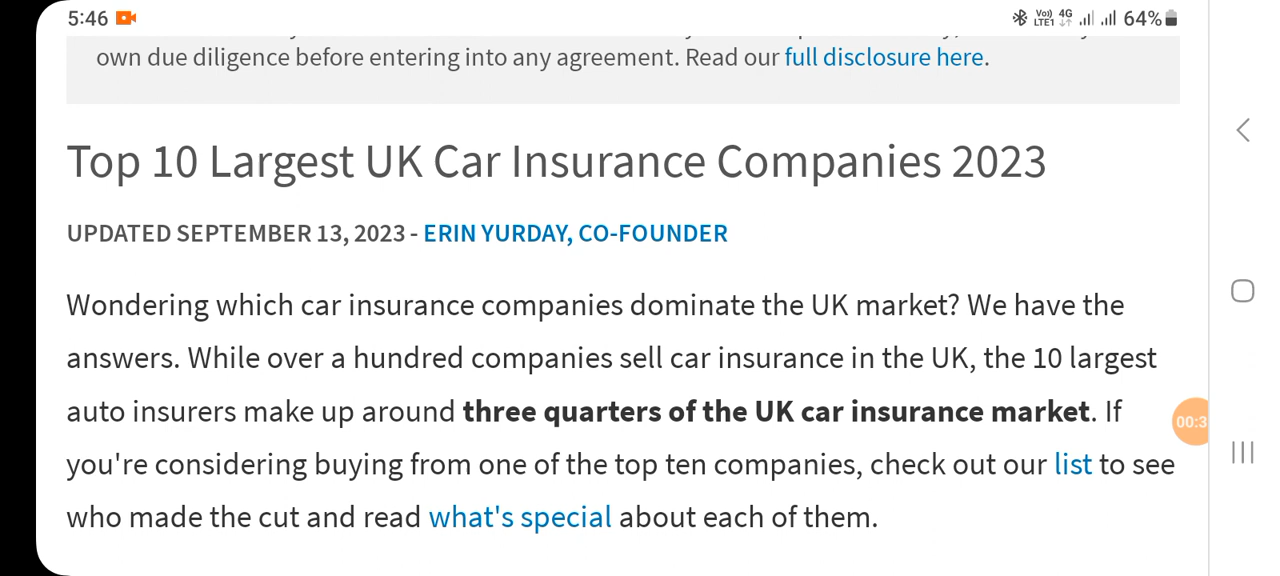 5:46
Vo)) 4G
LTE1
64%
own due diligence before entering into any agreement. Read our full disclosure here.
Top 10 Largest UK Car Insurance Companies 2023
UPDATED SEPTEMBER 13, 2023 - ERIN YURDAY, CO-FOUNDER
Wondering which car insurance companies dominate the UK market? We have the
answers. While over a hundred companies sell car insurance in the UK, the 10 largest
auto insurers make up around three quarters of the UK car insurance market. If
00:3
you're considering buying from one of the top ten companies, check out our list to see
who made the cut and read what's special about each of them.